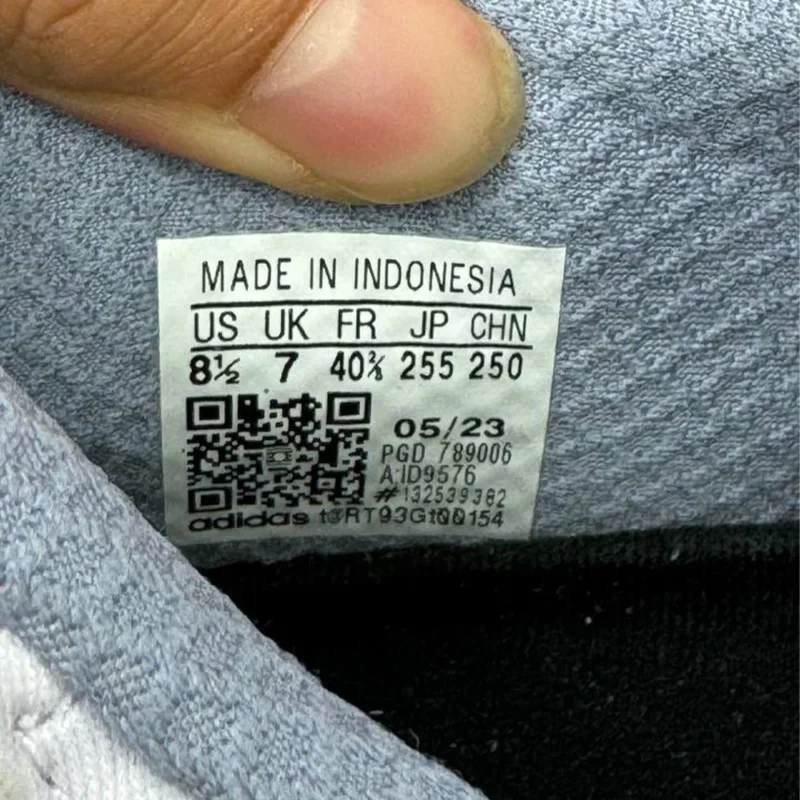 MADE IN INDONESIA
US UK FR JP CHN
8½ 7 40⅔ 255 250
05/23
PGD 789006
A:ID9576
#132539382
adidas